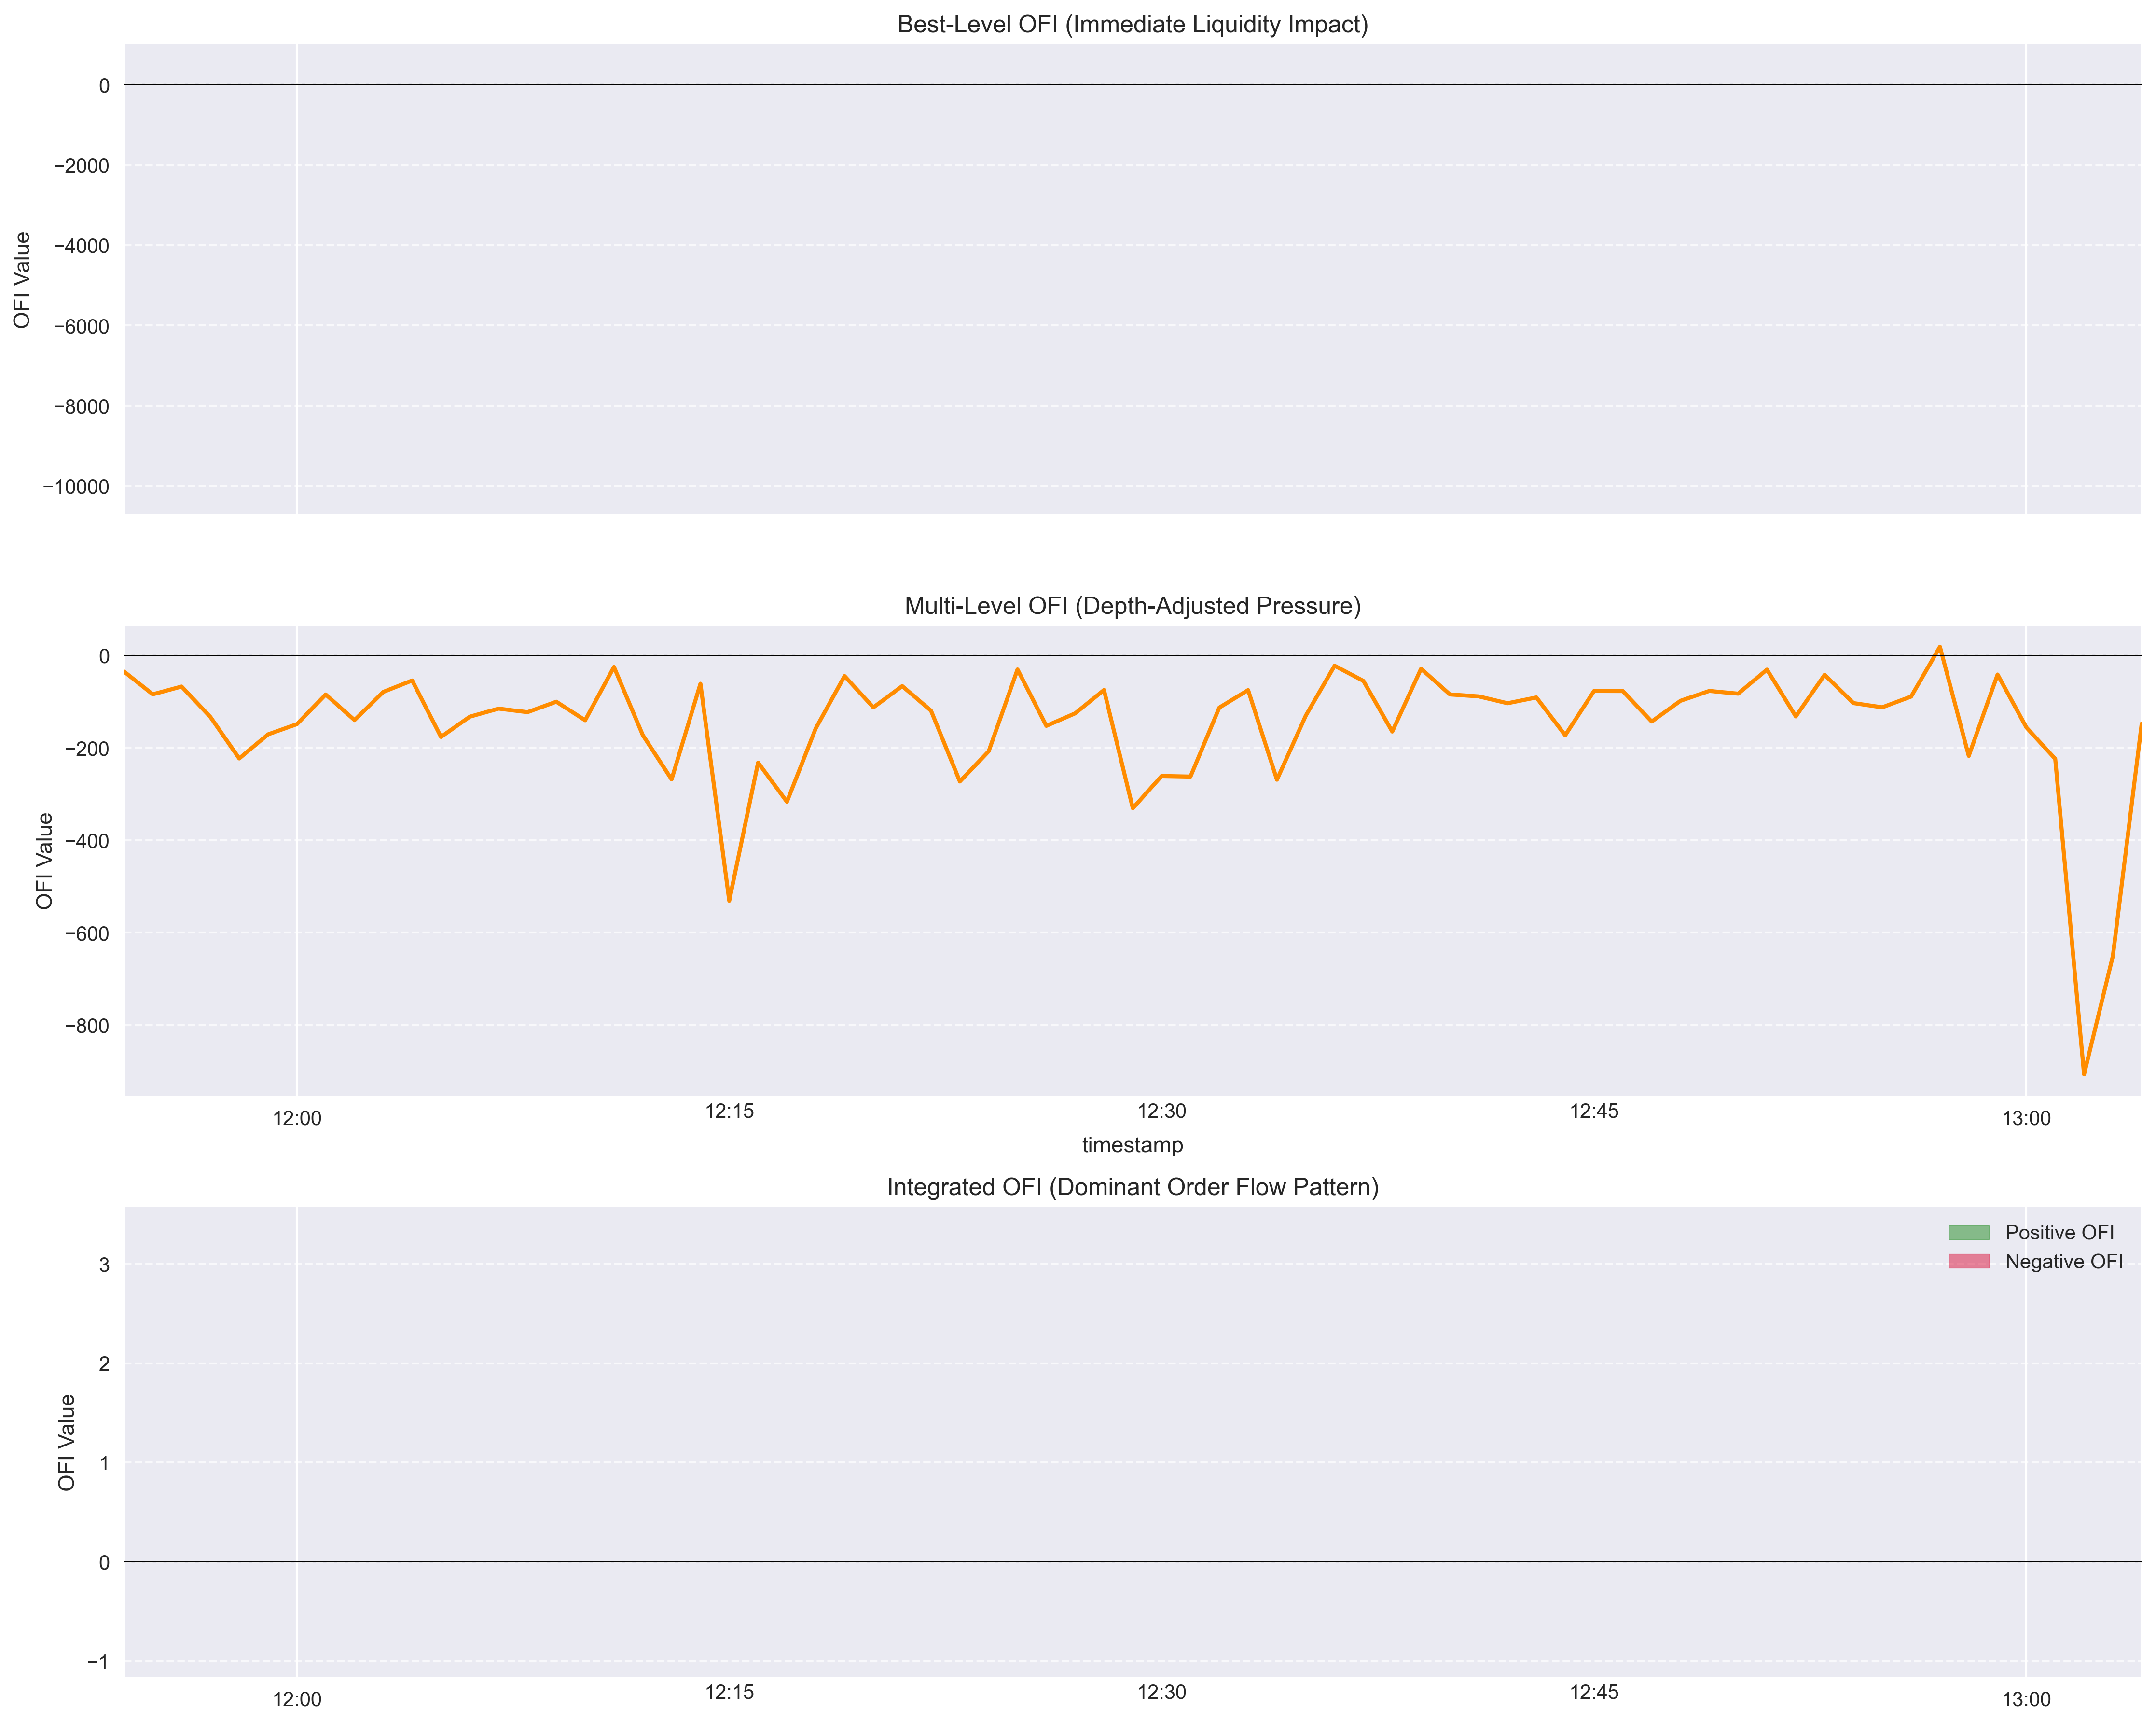 Best-Level OFI (Immediate Liquidity Impact)
0
−2000
−4000
−6000
−8000
−10000
OFI Value
Multi-Level OFI (Depth-Adjusted Pressure)
0
−200
−400
−600
−800
OFI Value
12:00 12:15 12:30 12:45 13:00
timestamp
Integrated OFI (Dominant Order Flow Pattern)
Positive OFI
Negative OFI
3
2
1
0
−1
OFI Value
12:00 12:15 12:30 12:45 13:00